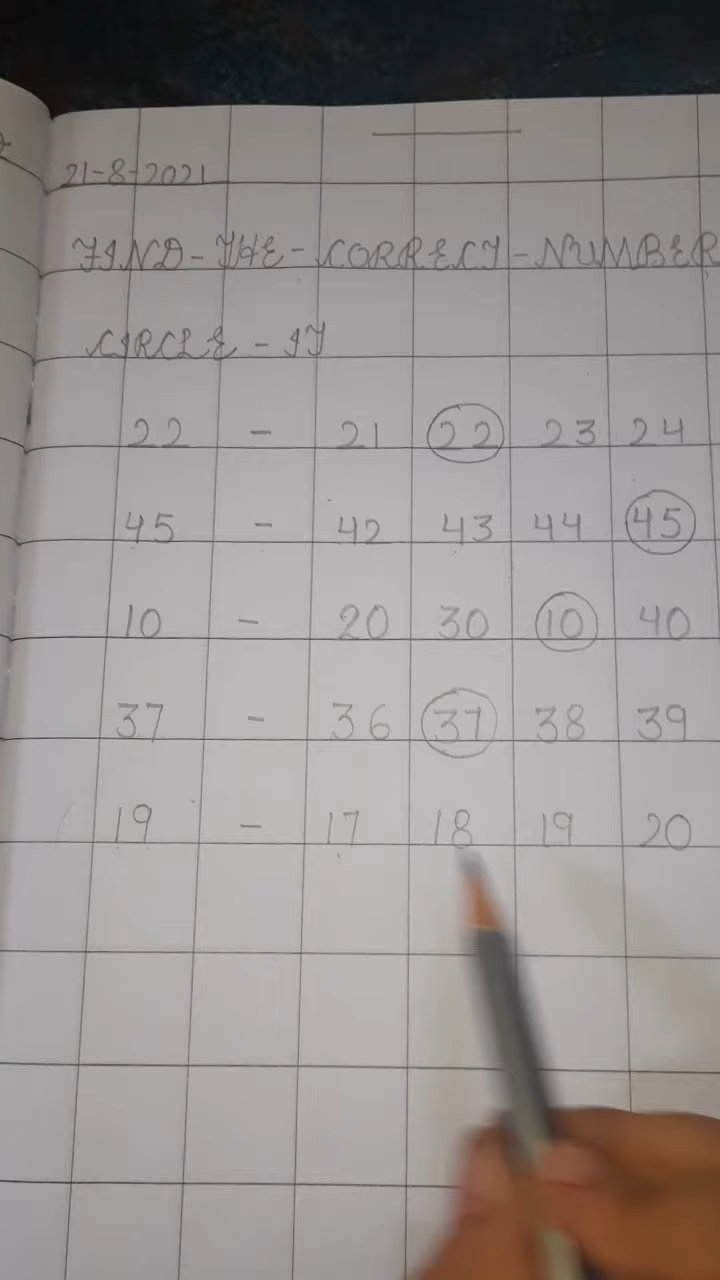 21-8-2021
FIND-THE-CORRECT-NUMBER
CIRCLE-IT
22 - 21 22 23 24
45 - 42 43 44 45
10 - 20 30 10 40
37 - 36 37 38 39
19 - 17 18 19 20